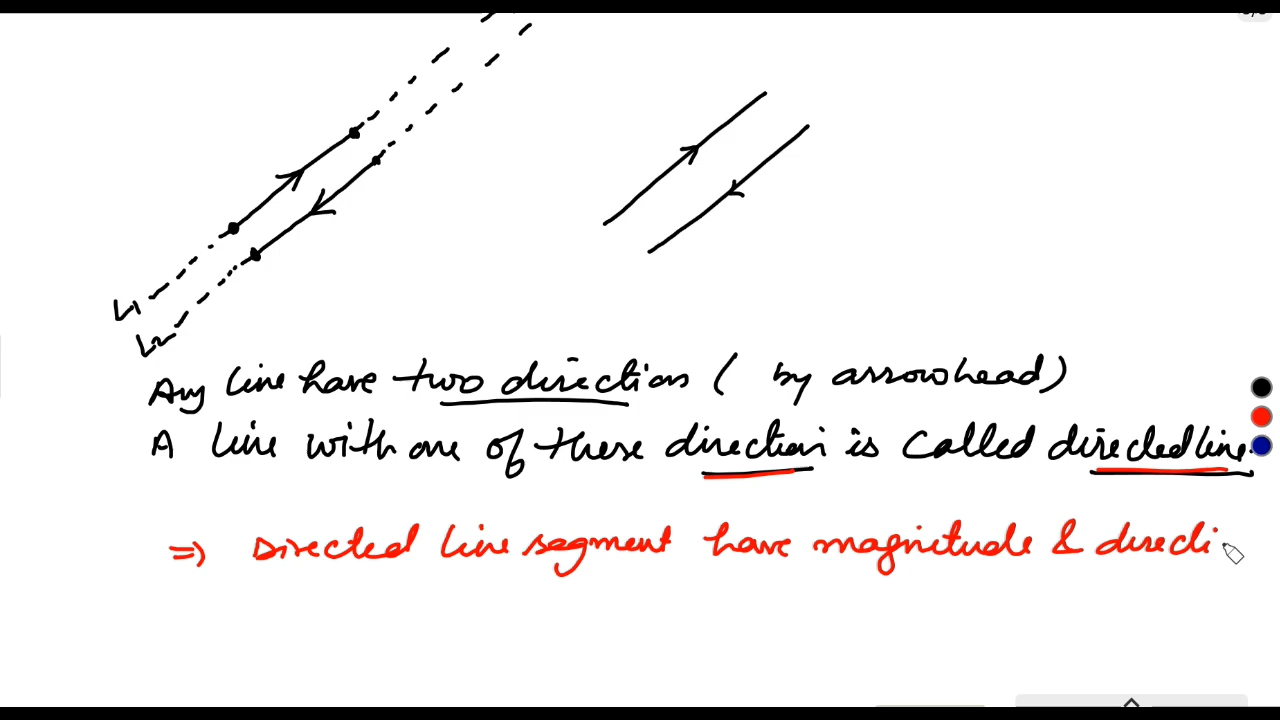 L1
L2
Any line have two direction ( by arrowhead)
A line with one of these direction is called directed line.
=> Directed line segment have magnitude & directi